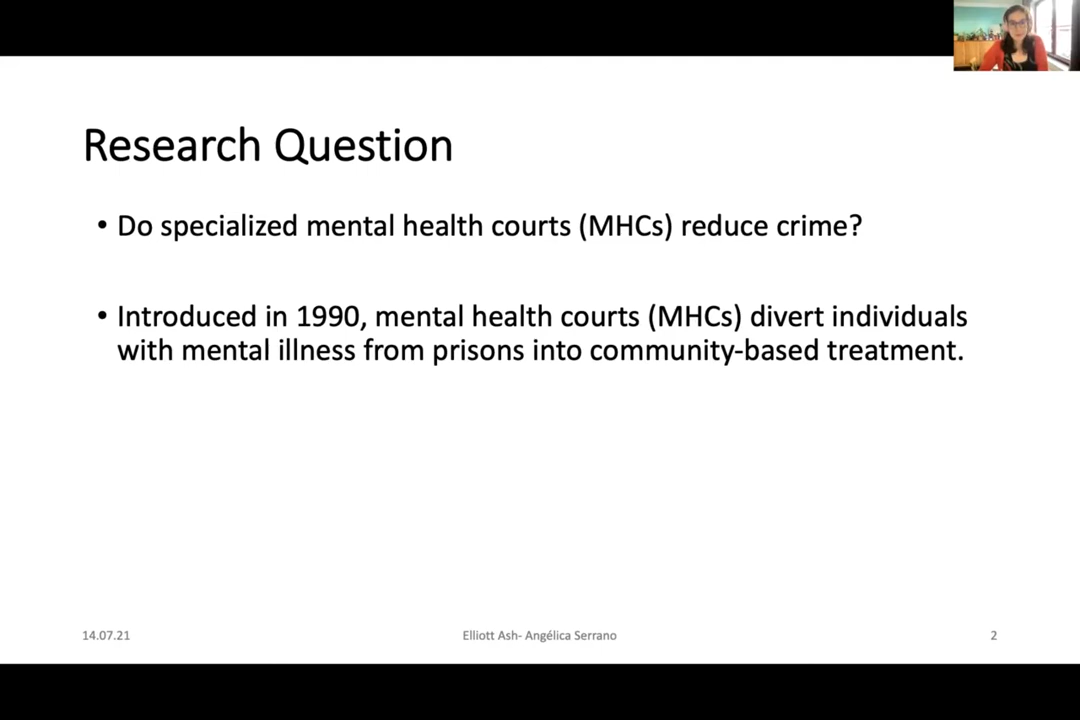 Research Question
• Do specialized mental health courts (MHCs) reduce crime?
• Introduced in 1990, mental health courts (MHCs) divert individuals
with mental illness from prisons into community-based treatment.
14.07.21
Elliott Ash- Angélica Serrano
2